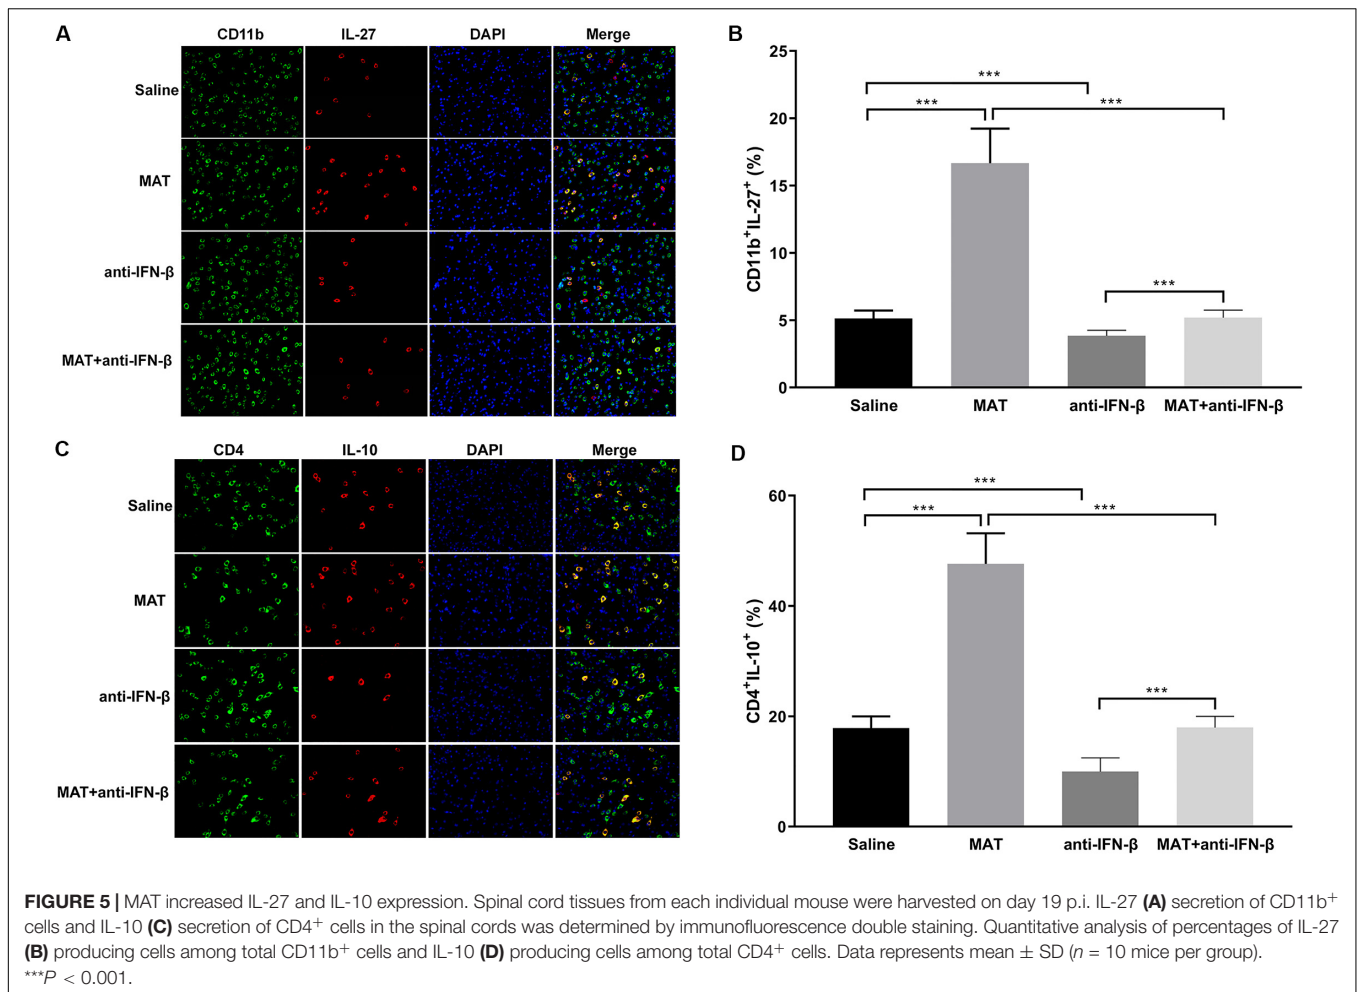 A
CD11b IL-27 DAPI Merge
Saline
MAT
anti-IFN-β
MAT+anti-IFN-β
B
CD11b⁺IL-27⁺ (%)
25
20
15
10
5
0
***
*** ***
***
Saline MAT anti-IFN-β MAT+anti-IFN-β
C
CD4 IL-10 DAPI Merge
Saline
MAT
anti-IFN-β
MAT+anti-IFN-β
D
CD4⁺IL-10⁺ (%)
60
40
20
0
***
*** ***
***
Saline MAT anti-IFN-β MAT+anti-IFN-β
FIGURE 5 | MAT increased IL-27 and IL-10 expression. Spinal cord tissues from each individual mouse were harvested on day 19 p.i. IL-27 (A) secretion of CD11b⁺
cells and IL-10 (C) secretion of CD4⁺ cells in the spinal cords was determined by immunofluorescence double staining. Quantitative analysis of percentages of IL-27
(B) producing cells among total CD11b⁺ cells and IL-10 (D) producing cells among total CD4⁺ cells. Data represents mean ± SD (n = 10 mice per group).
***P < 0.001.